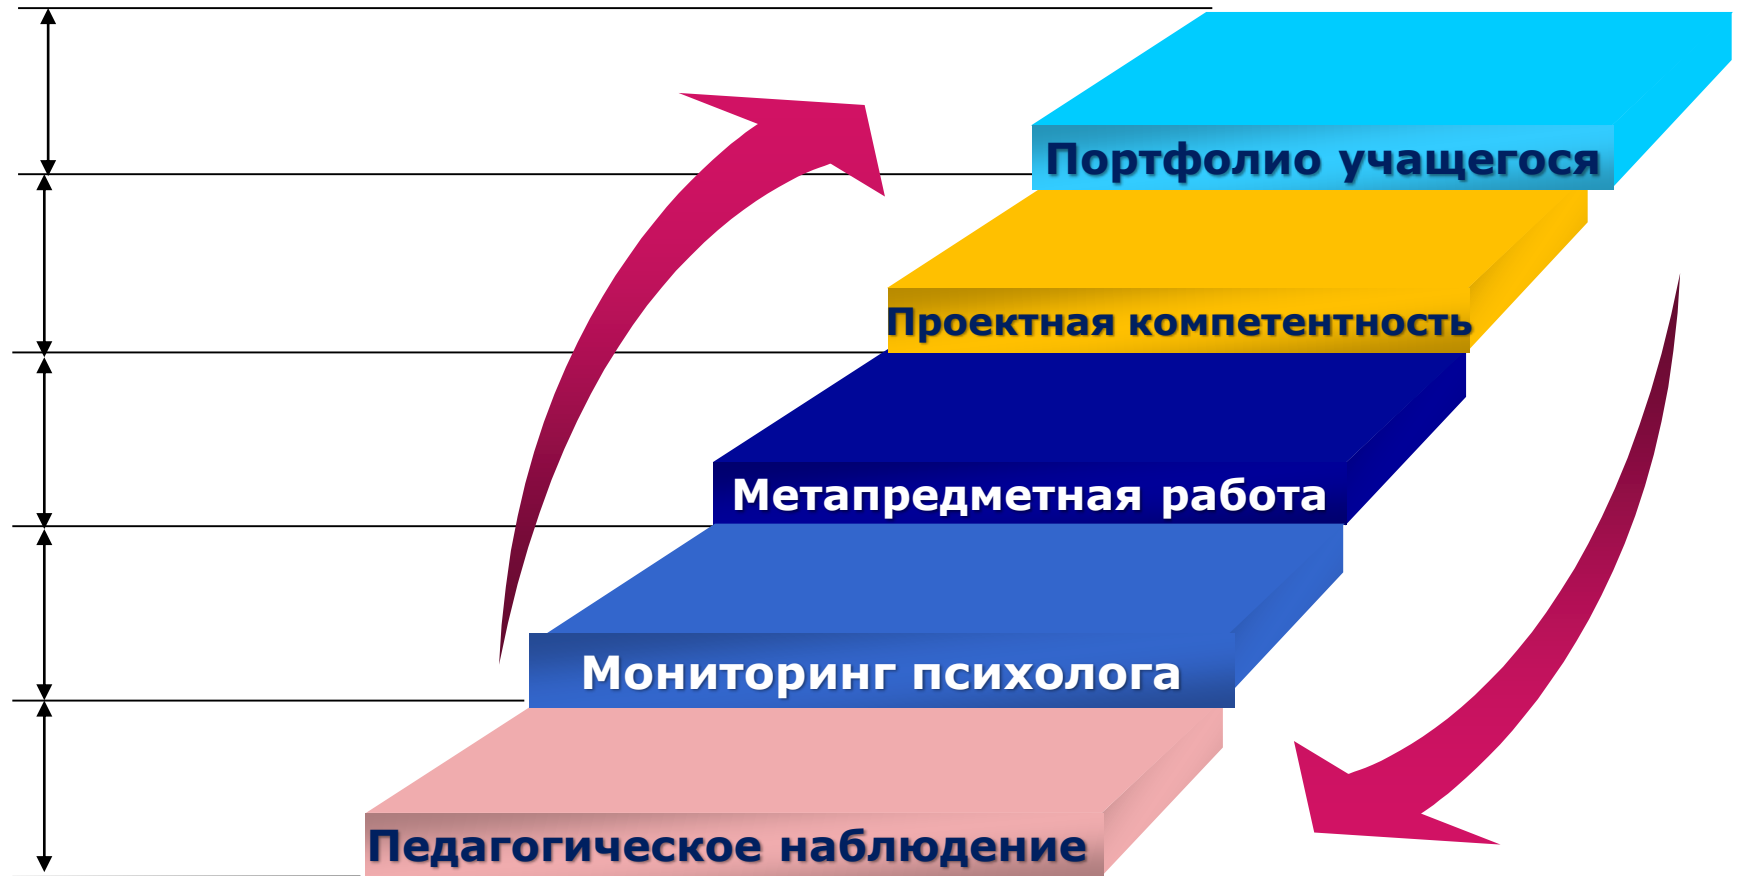 Портфолио учащегося
Проектная компетентность
Метапредметная работа
Мониторинг психолога
Педагогическое наблюдение